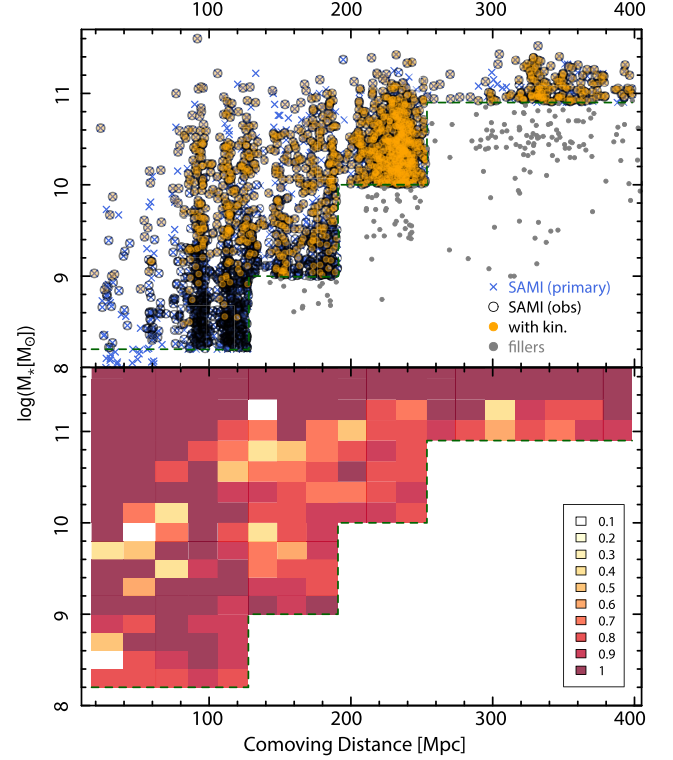 100 200 300 400
11
10
9
8
× SAMI (primary)
○ SAMI (obs)
● with kin.
● fillers
log(M⋆[M⊙])
11
10
9
8
0.1
0.2
0.3
0.4
0.5
0.6
0.7
0.8
0.9
1
100 200 300 400
Comoving Distance [Mpc]